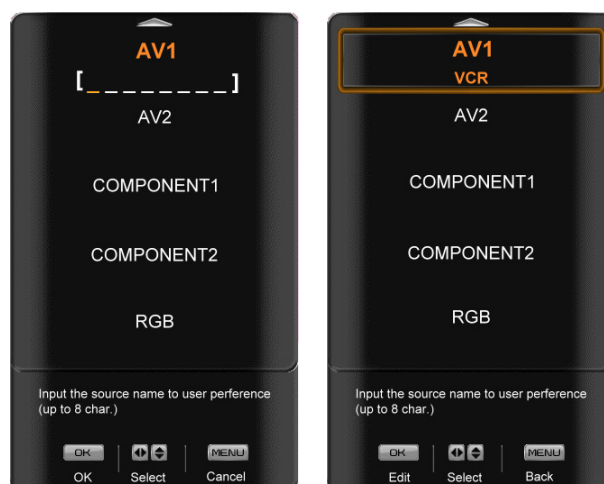 AV1
[_ _ _ _ _ _ _ _]
AV2
COMPONENT1
COMPONENT2
RGB
Input the source name to user perference
(up to 8 char.)
OK MENU
OK Select Cancel
AV1
VCR
AV2
COMPONENT1
COMPONENT2
RGB
Input the source name to user perference
(up to 8 char.)
OK MENU
Edit Select Back